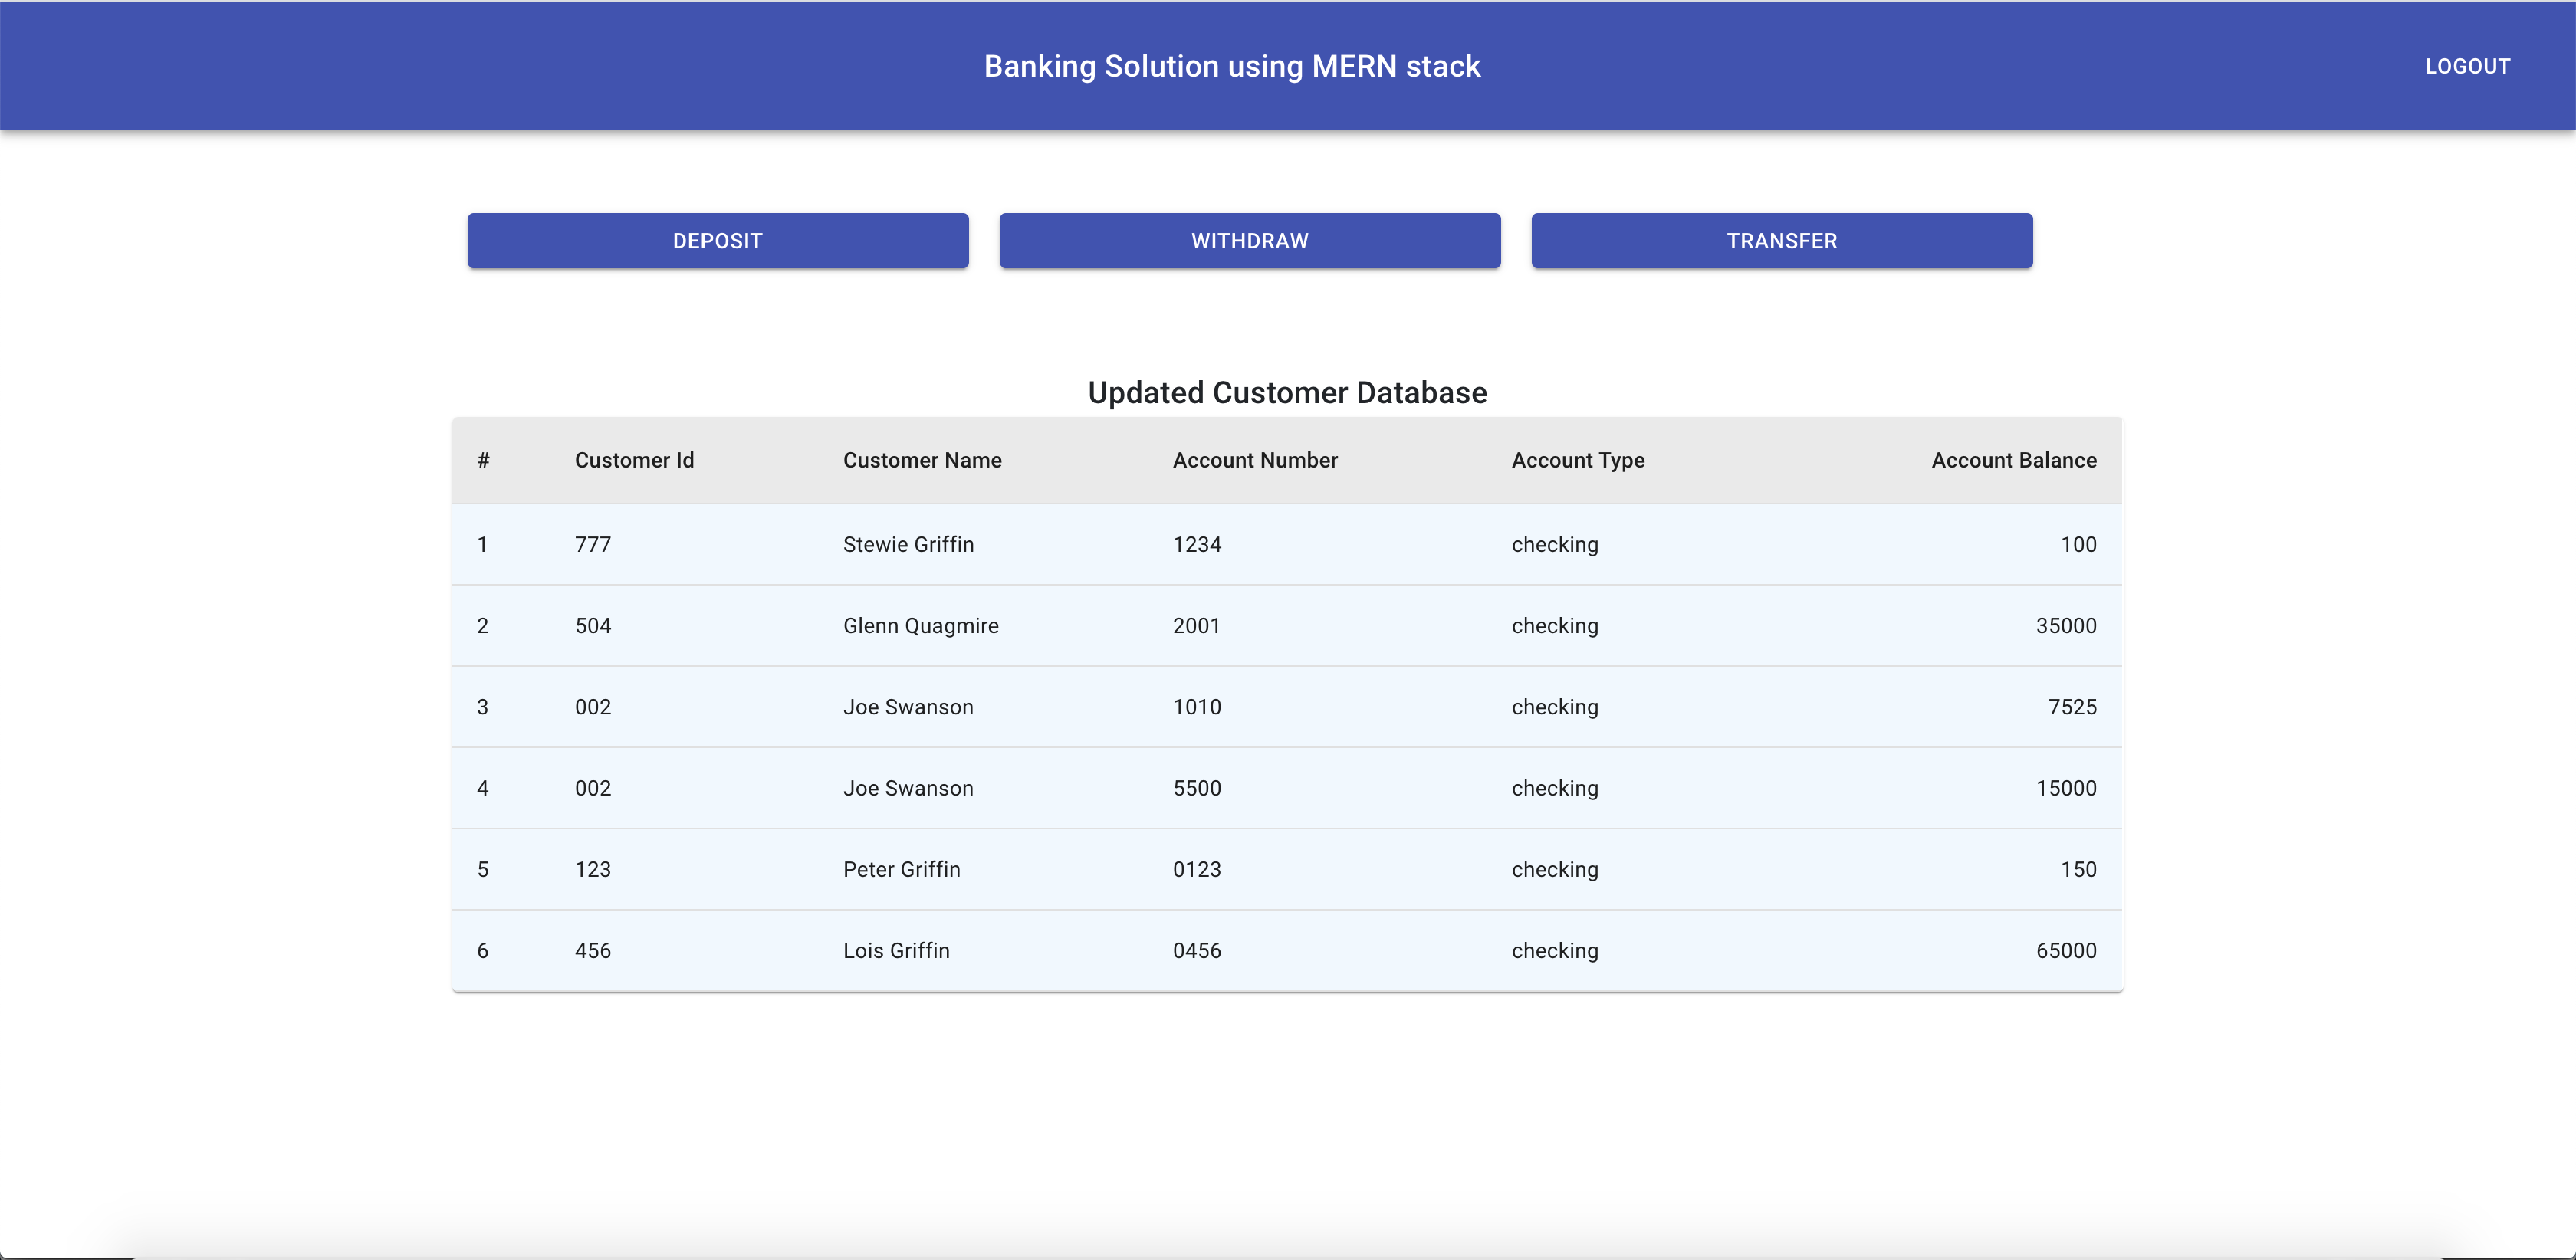 Banking Solution using MERN stack LOGOUT
DEPOSIT WITHDRAW TRANSFER
Updated Customer Database
# Customer Id Customer Name Account Number Account Type Account Balance
1 777 Stewie Griffin 1234 checking 100
2 504 Glenn Quagmire 2001 checking 35000
3 002 Joe Swanson 1010 checking 7525
4 002 Joe Swanson 5500 checking 15000
5 123 Peter Griffin 0123 checking 150
6 456 Lois Griffin 0456 checking 65000